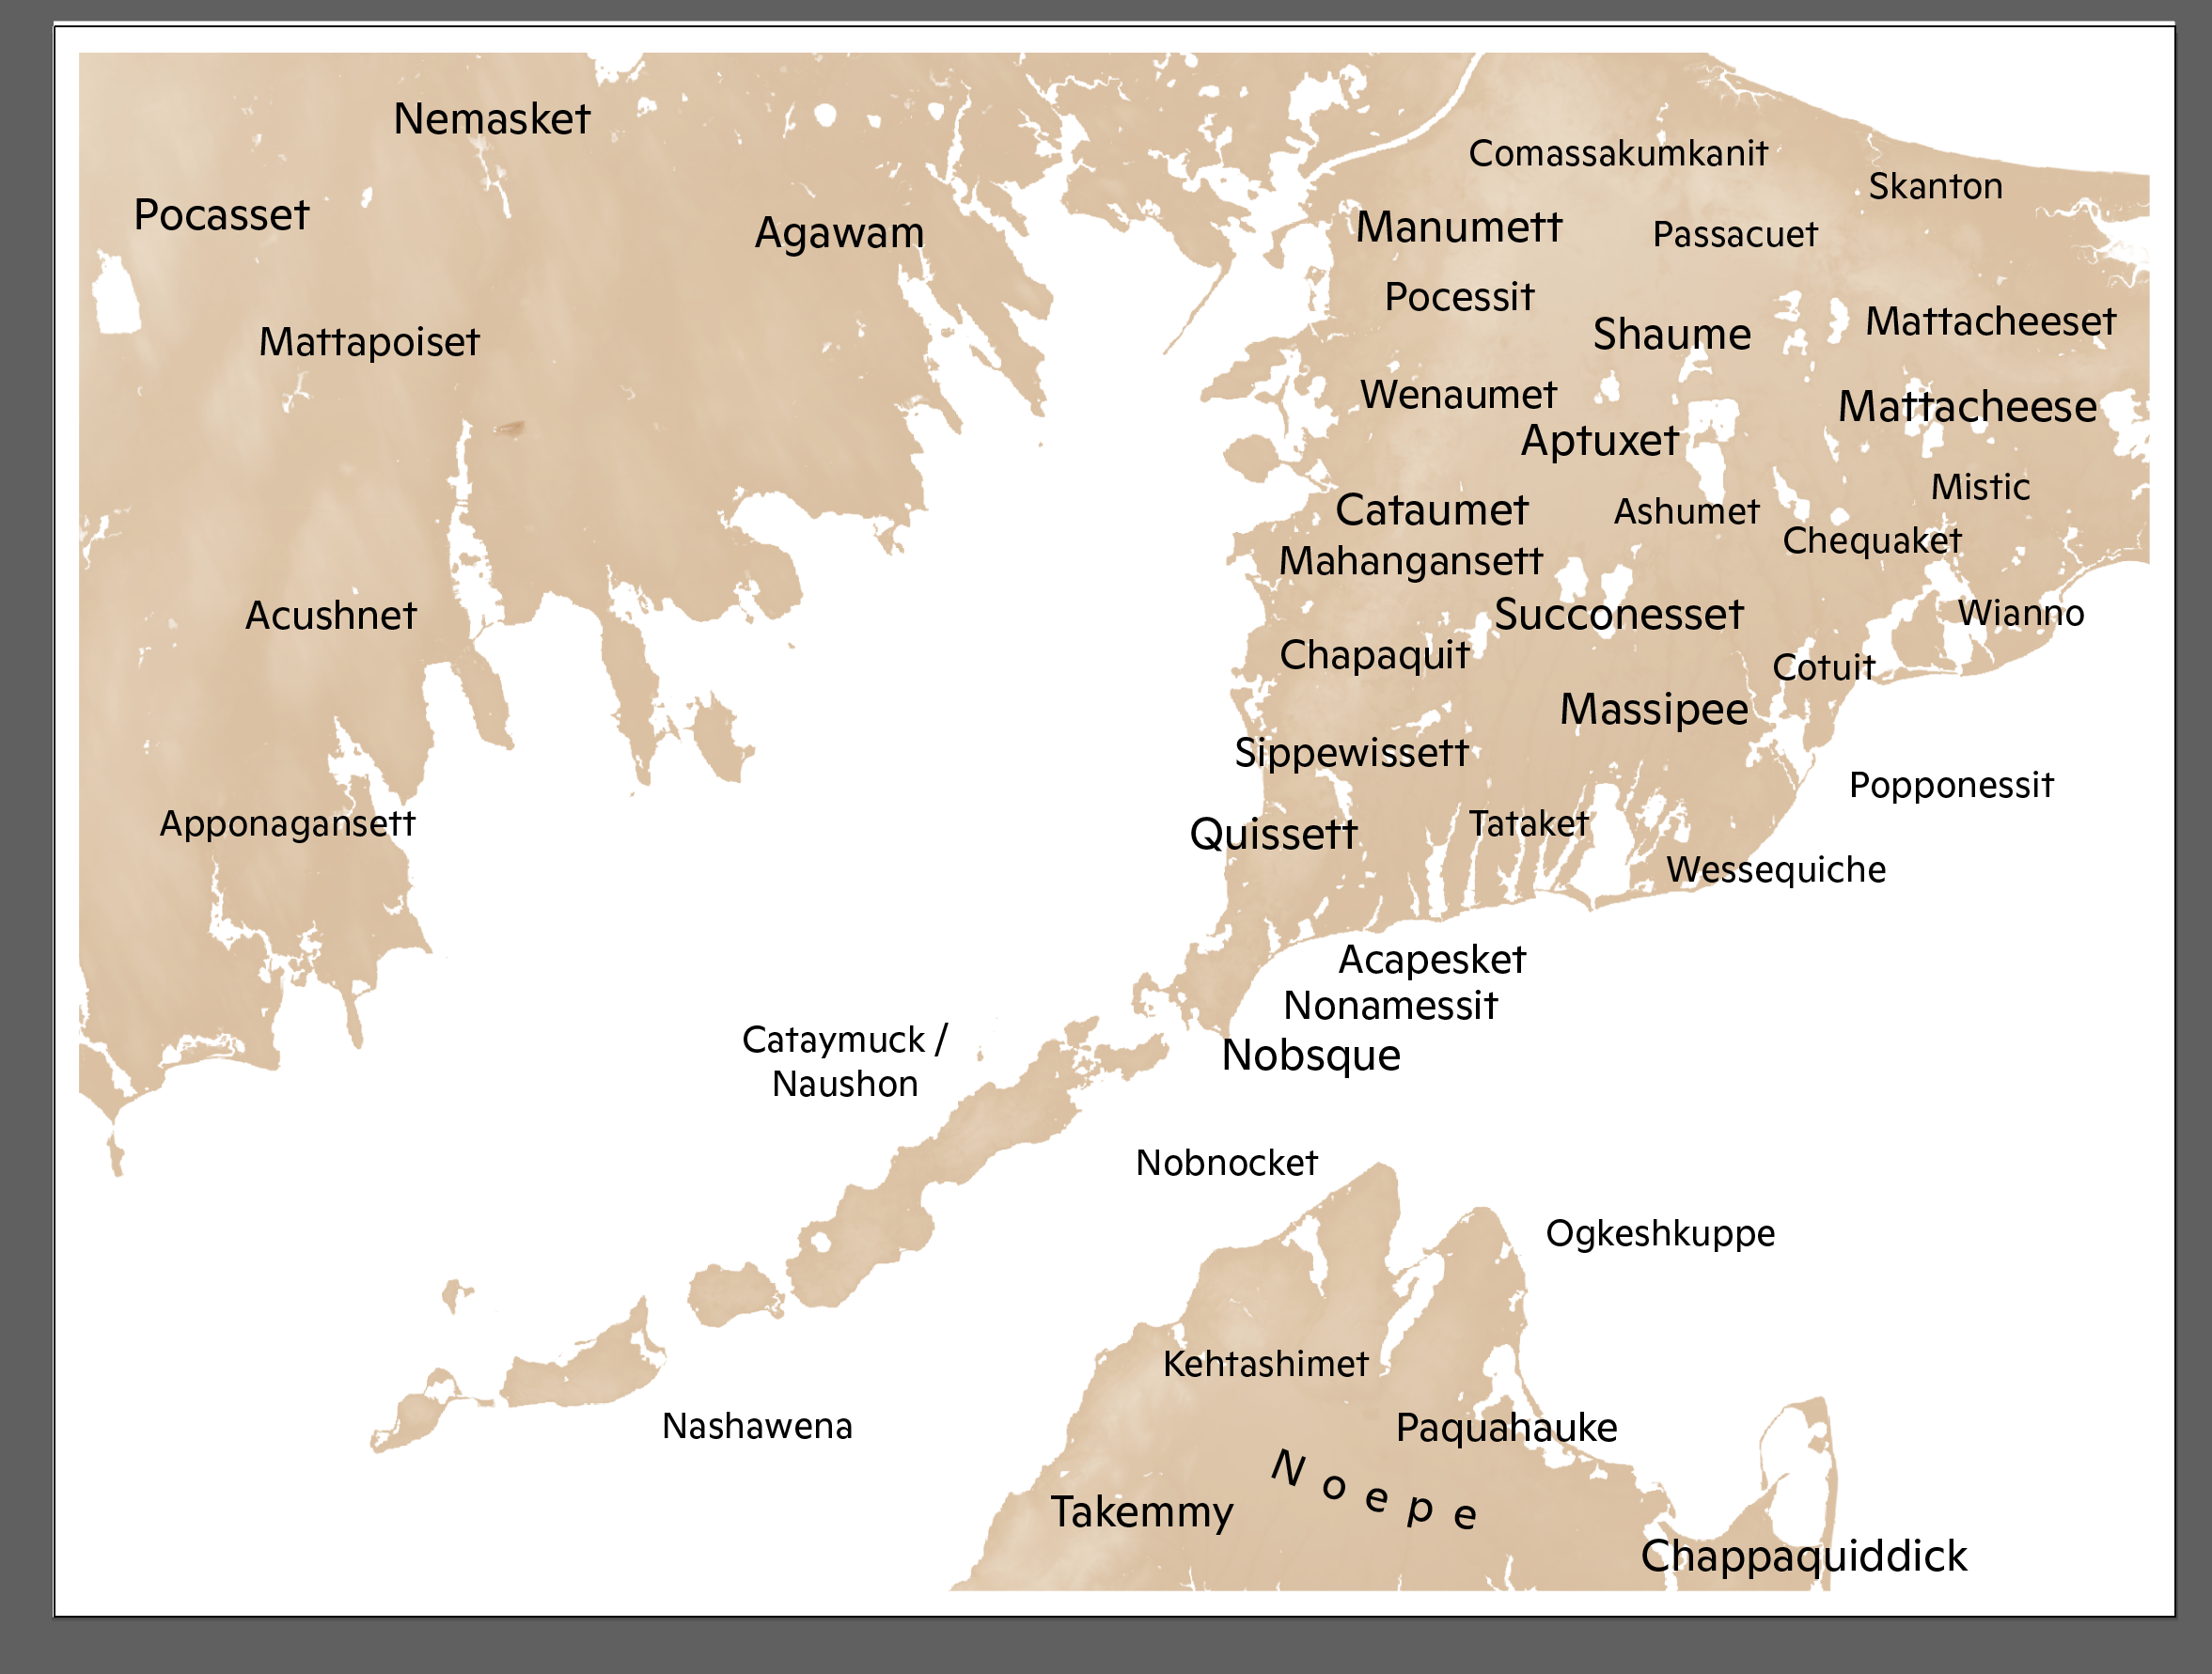 Nemasket
Comassakumkanit
Skanton
Pocasset
Agawam
Manumett
Passacuet
Pocessit
Mattacheeset
Shaume
Mattapoiset
Wenaumet
Mattacheese
Aptuxet
Mistic
Cataumet
Ashumet
Chequaket
Mahangansett
Acushnet
Succonesset
Wianno
Chapaquit
Cotuit
Massipee
Sippewissett
Popponessit
Apponagansett
Quissett
Tataket
Wessequiche
Acapesket
Nonamessit
Cataymuck /
Naushon
Nobsque
Nobnocket
Ogkeshkuppe
Kehtashimet
Nashawena
Paquahauke
Noepe
Takemmy
Chappaquiddick